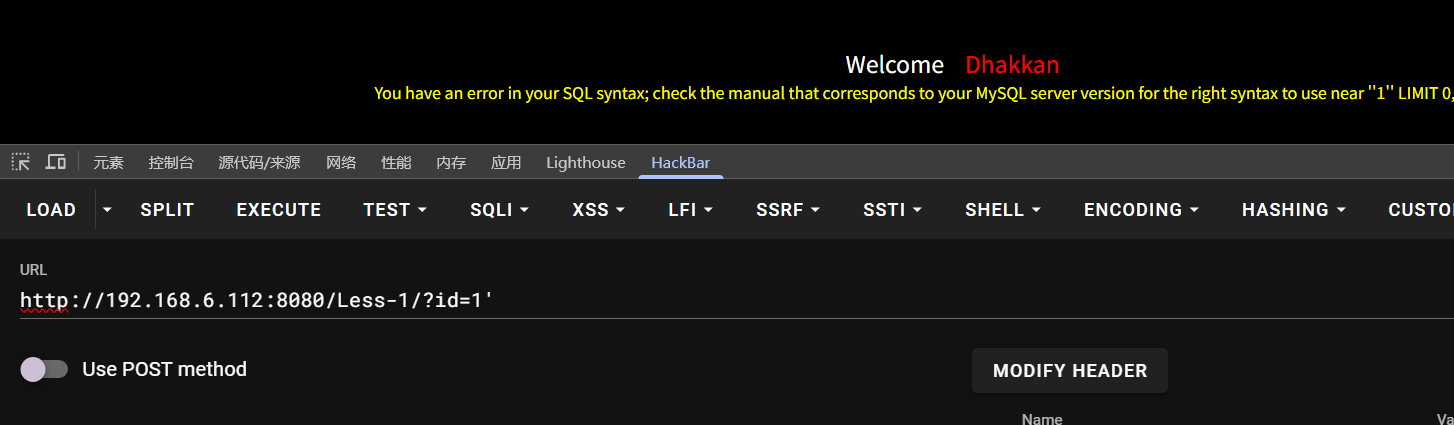 Welcome Dhakkan
You have an error in your SQL syntax; check the manual that corresponds to your MySQL server version for the right syntax to use near ''1'' LIMIT 0,
元素 控制台 源代码/来源 网络 性能 内存 应用 Lighthouse HackBar
LOAD SPLIT EXECUTE TEST SQLI XSS LFI SSRF SSTI SHELL ENCODING HASHING CUSTO
URL
http://192.168.6.112:8080/Less-1/?id=1'
Use POST method MODIFY HEADER
Name Va